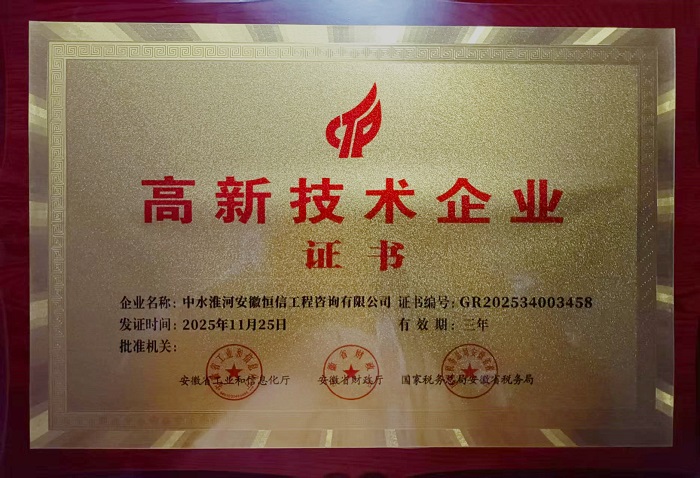 高新技术企业
证书
企业名称：中水淮河安徽恒信工程咨询有限公司 证书编号：GR202534003458
发证时间：2025年11月25日 有效期：三年
批准机关：
安徽省工业和信息化厅 安徽省财政厅 国家税务总局安徽省税务局